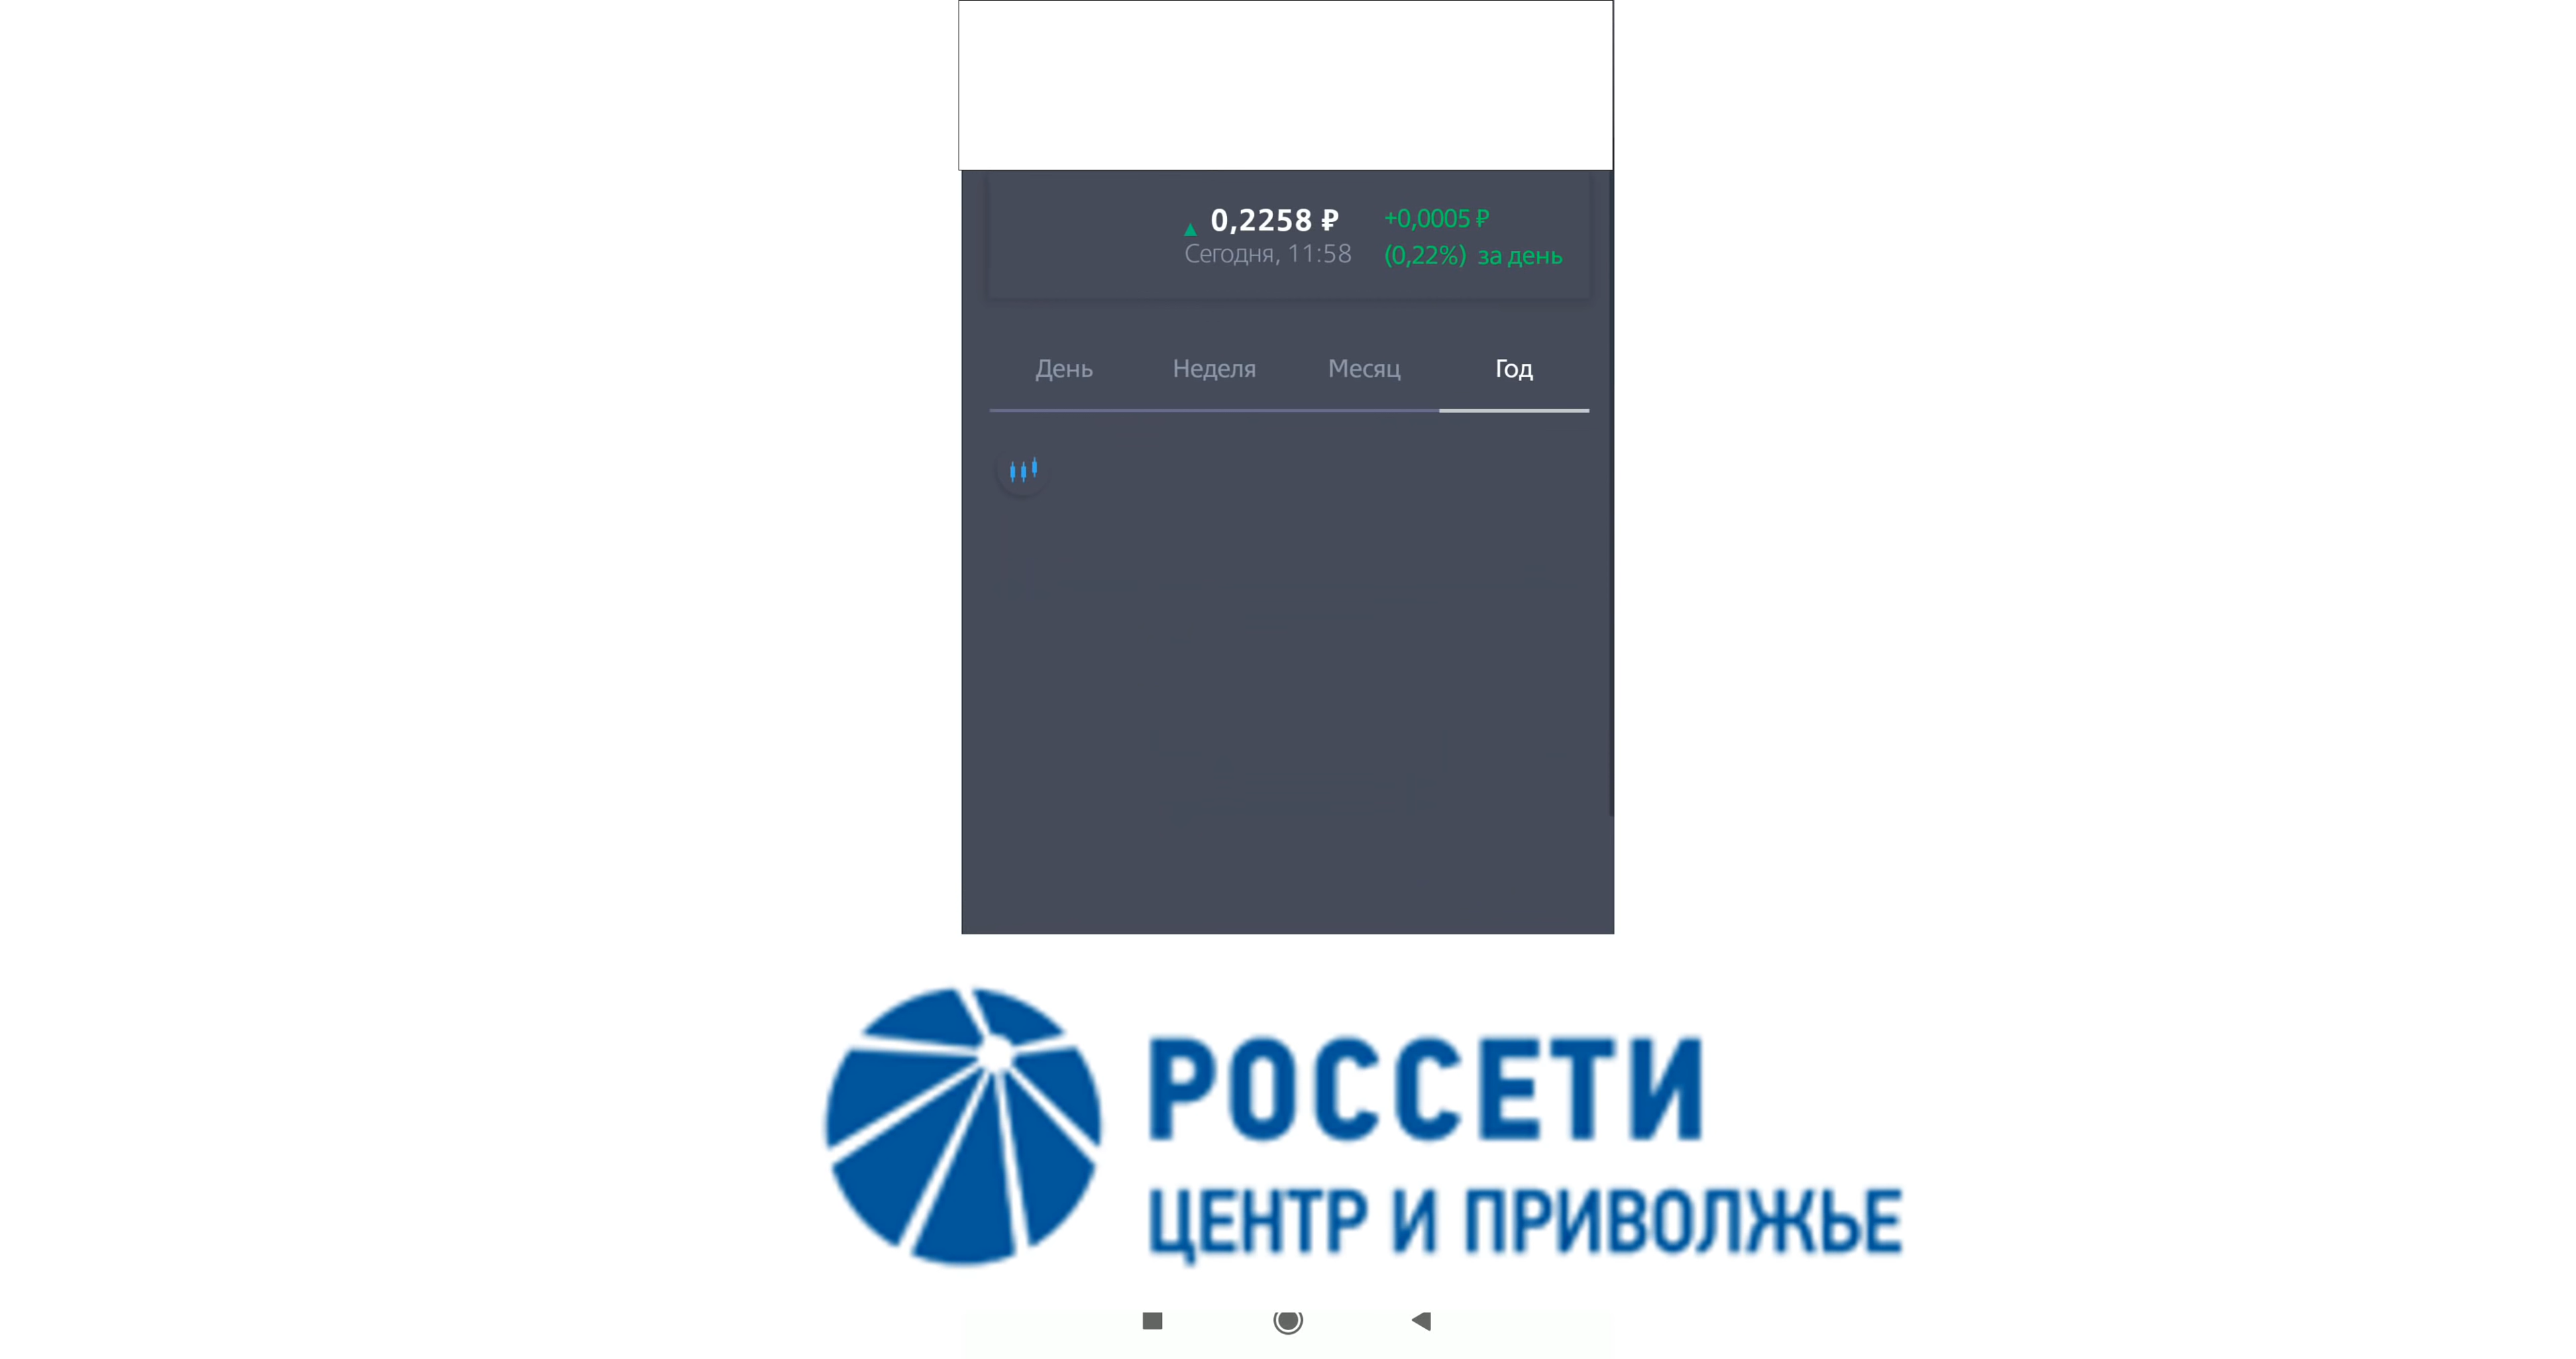 ▲ 0,2258 ₽
+0,0005 ₽
Сегодня, 11:58
(0,22%) за день
День Неделя Месяц Год
РОССЕТИ
ЦЕНТР И ПРИВОЛЖЬЕ